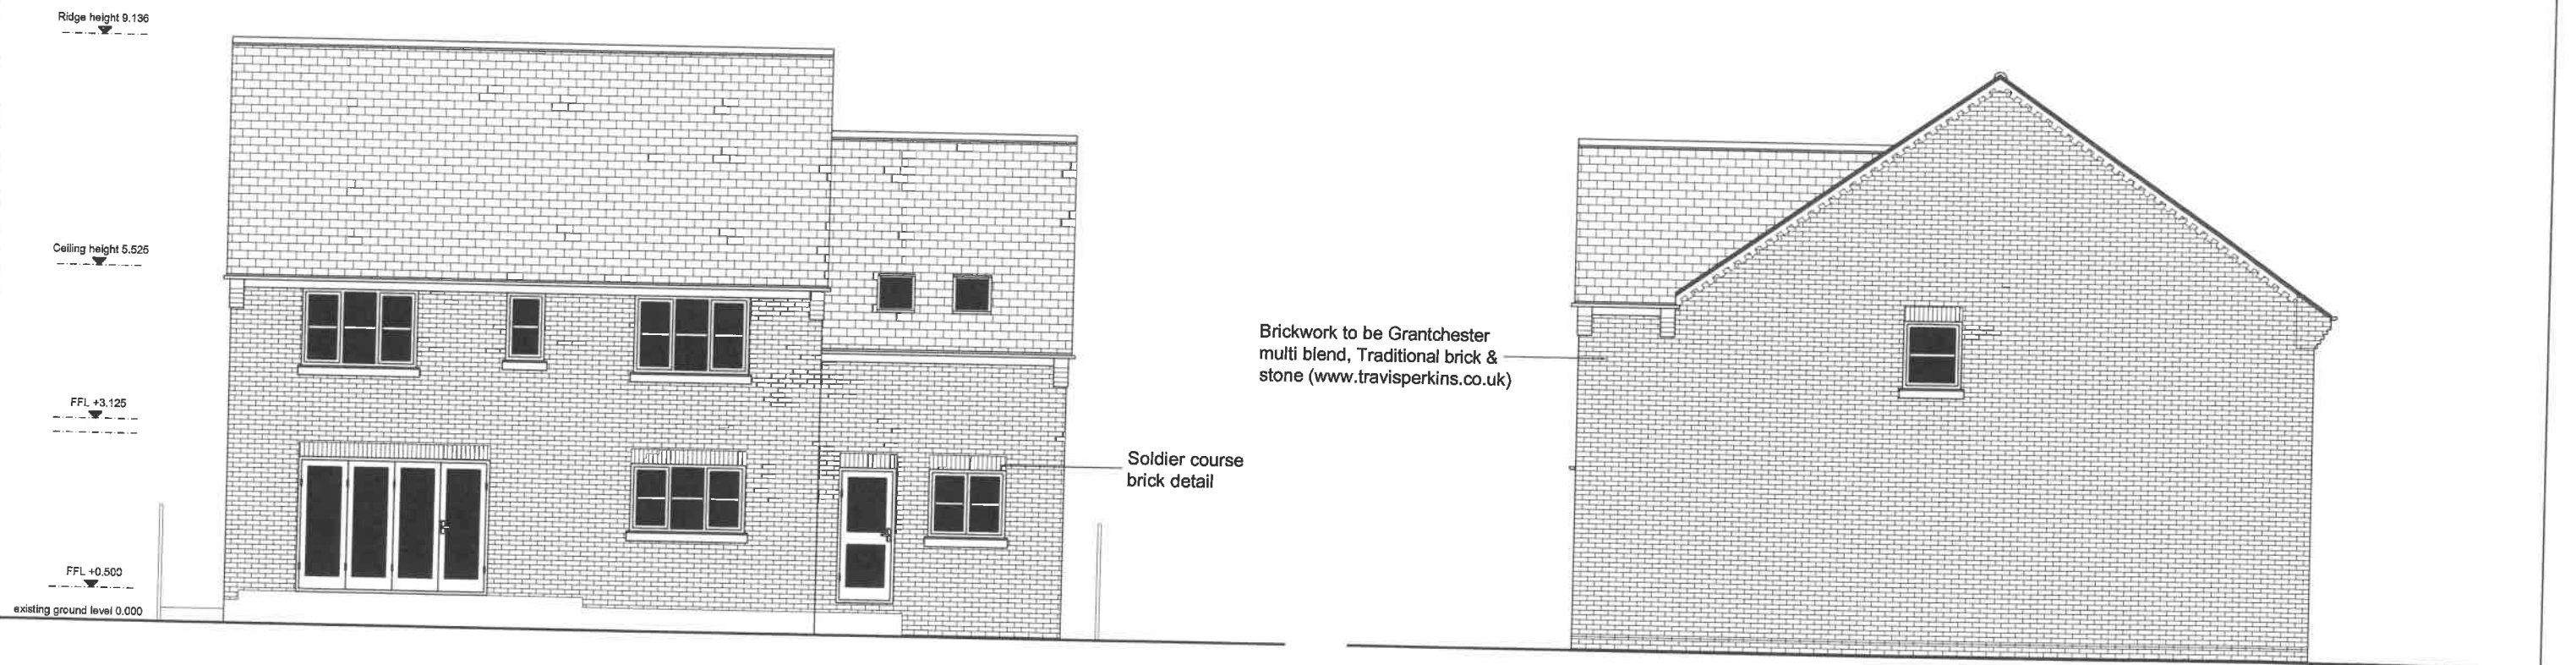 Ridge height 9.136
Ceiling height 5.525
FFL +3.125
FFL +0.500
existing ground level 0.000
Soldier course
brick detail
Brickwork to be Grantchester
multi blend, Traditional brick &
stone (www.travisperkins.co.uk)